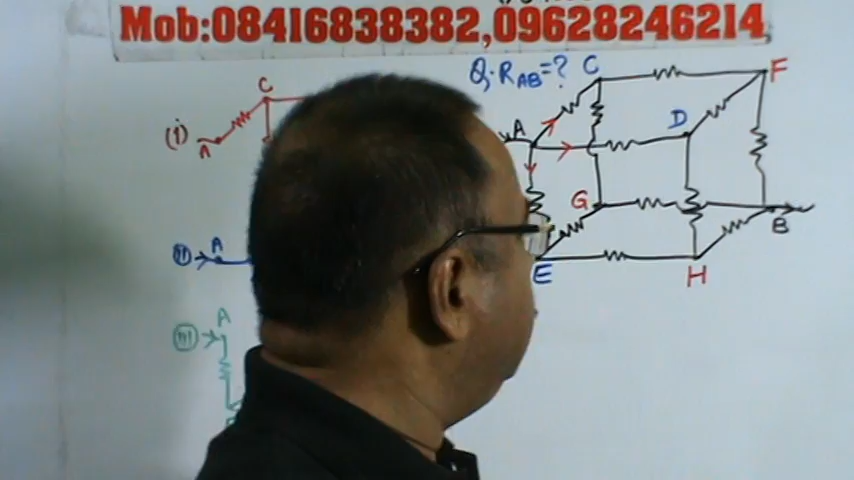 Mob:08416838382,09628246214,
Q. RAB=?
C
F
A
D
G
B
E
H
(i)
C
A
(ii)
A
(iii)
A